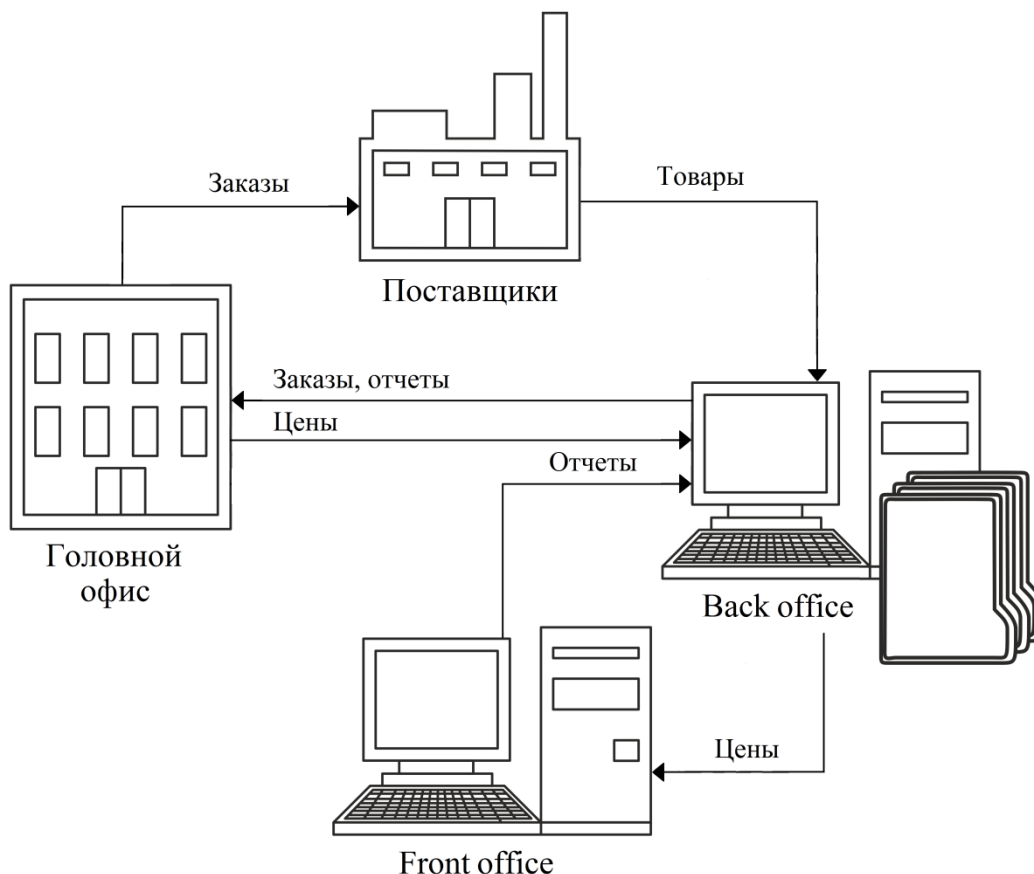 Заказы
Товары
Поставщики
Заказы, отчеты
Цены
Отчеты
Головной
офис
Back office
Цены
Front office